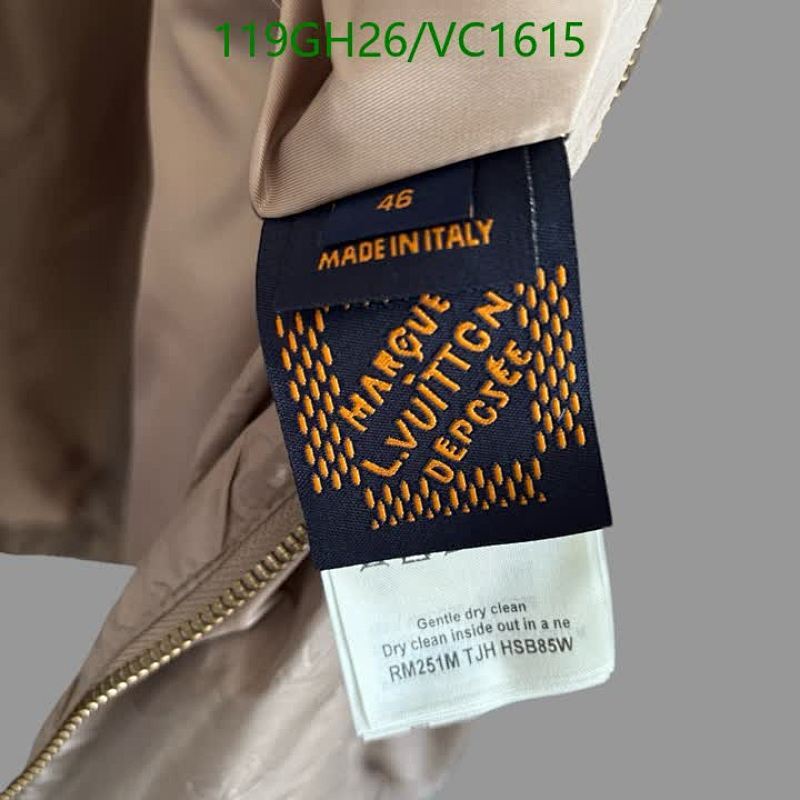 119GH26/VC1615
46
MADE IN ITALY
MARQUE
L.VUITTON
DEPOSÉE
Gentle dry clean
Dry clean inside out in a ne
RM251M TJH HSB85W